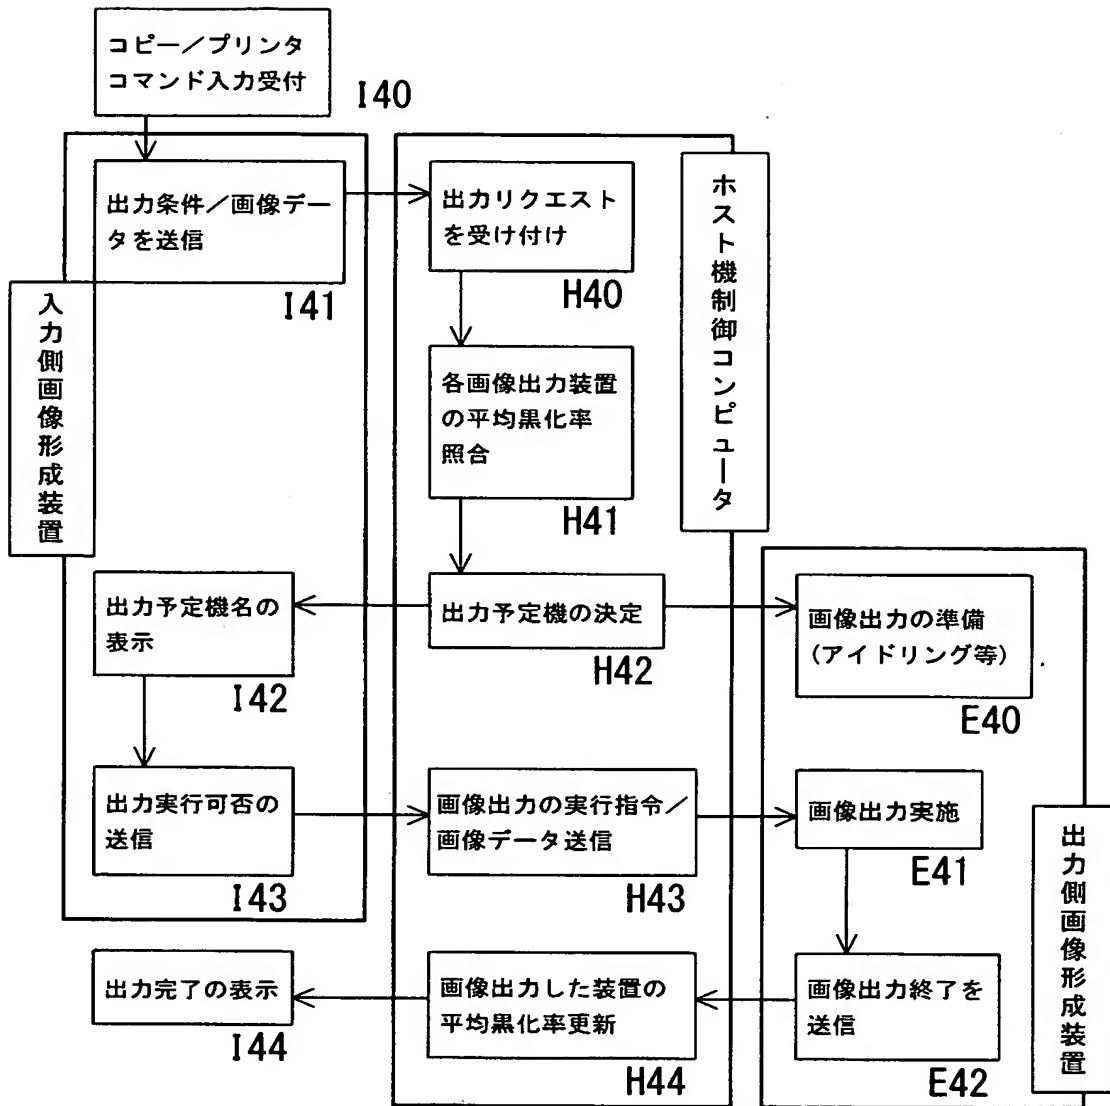 コピー／プリンタ
コマンド入力受付
I40
出力条件／画像デー
タを送信
I41
入力側画像形成装置
出力リクエスト
を受け付け
H40
ホスト機制御コンピュータ
各画像出力装置
の平均黒化率
照合
H41
出力予定機名の
表示
I42
出力予定機の決定
H42
画像出力の準備
(アイドリング等)
E40
出力実行可否の
送信
I43
画像出力の実行指令／
画像データ送信
H43
画像出力実施
E41
出力側画像形成装置
出力完了の表示
I44
画像出力した装置の
平均黒化率更新
H44
画像出力終了を
送信
E42